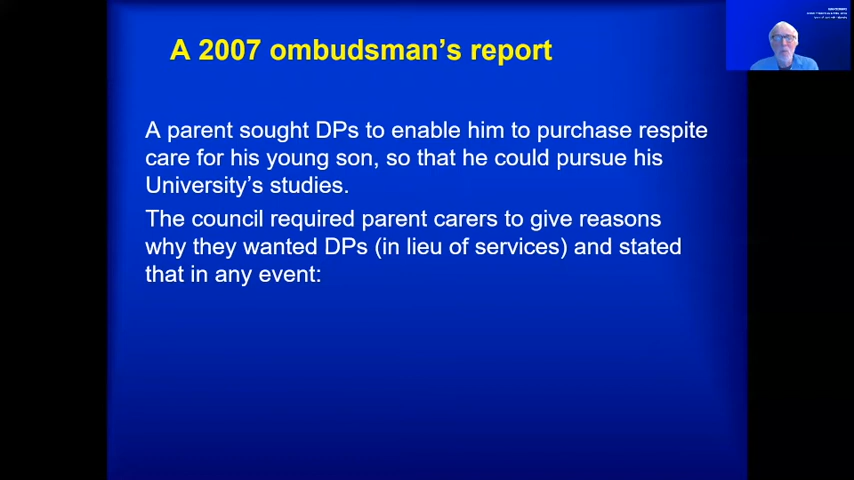 A 2007 ombudsman's report
A parent sought DPs to enable him to purchase respite
care for his young son, so that he could pursue his
University's studies.
The council required parent carers to give reasons
why they wanted DPs (in lieu of services) and stated
that in any event: